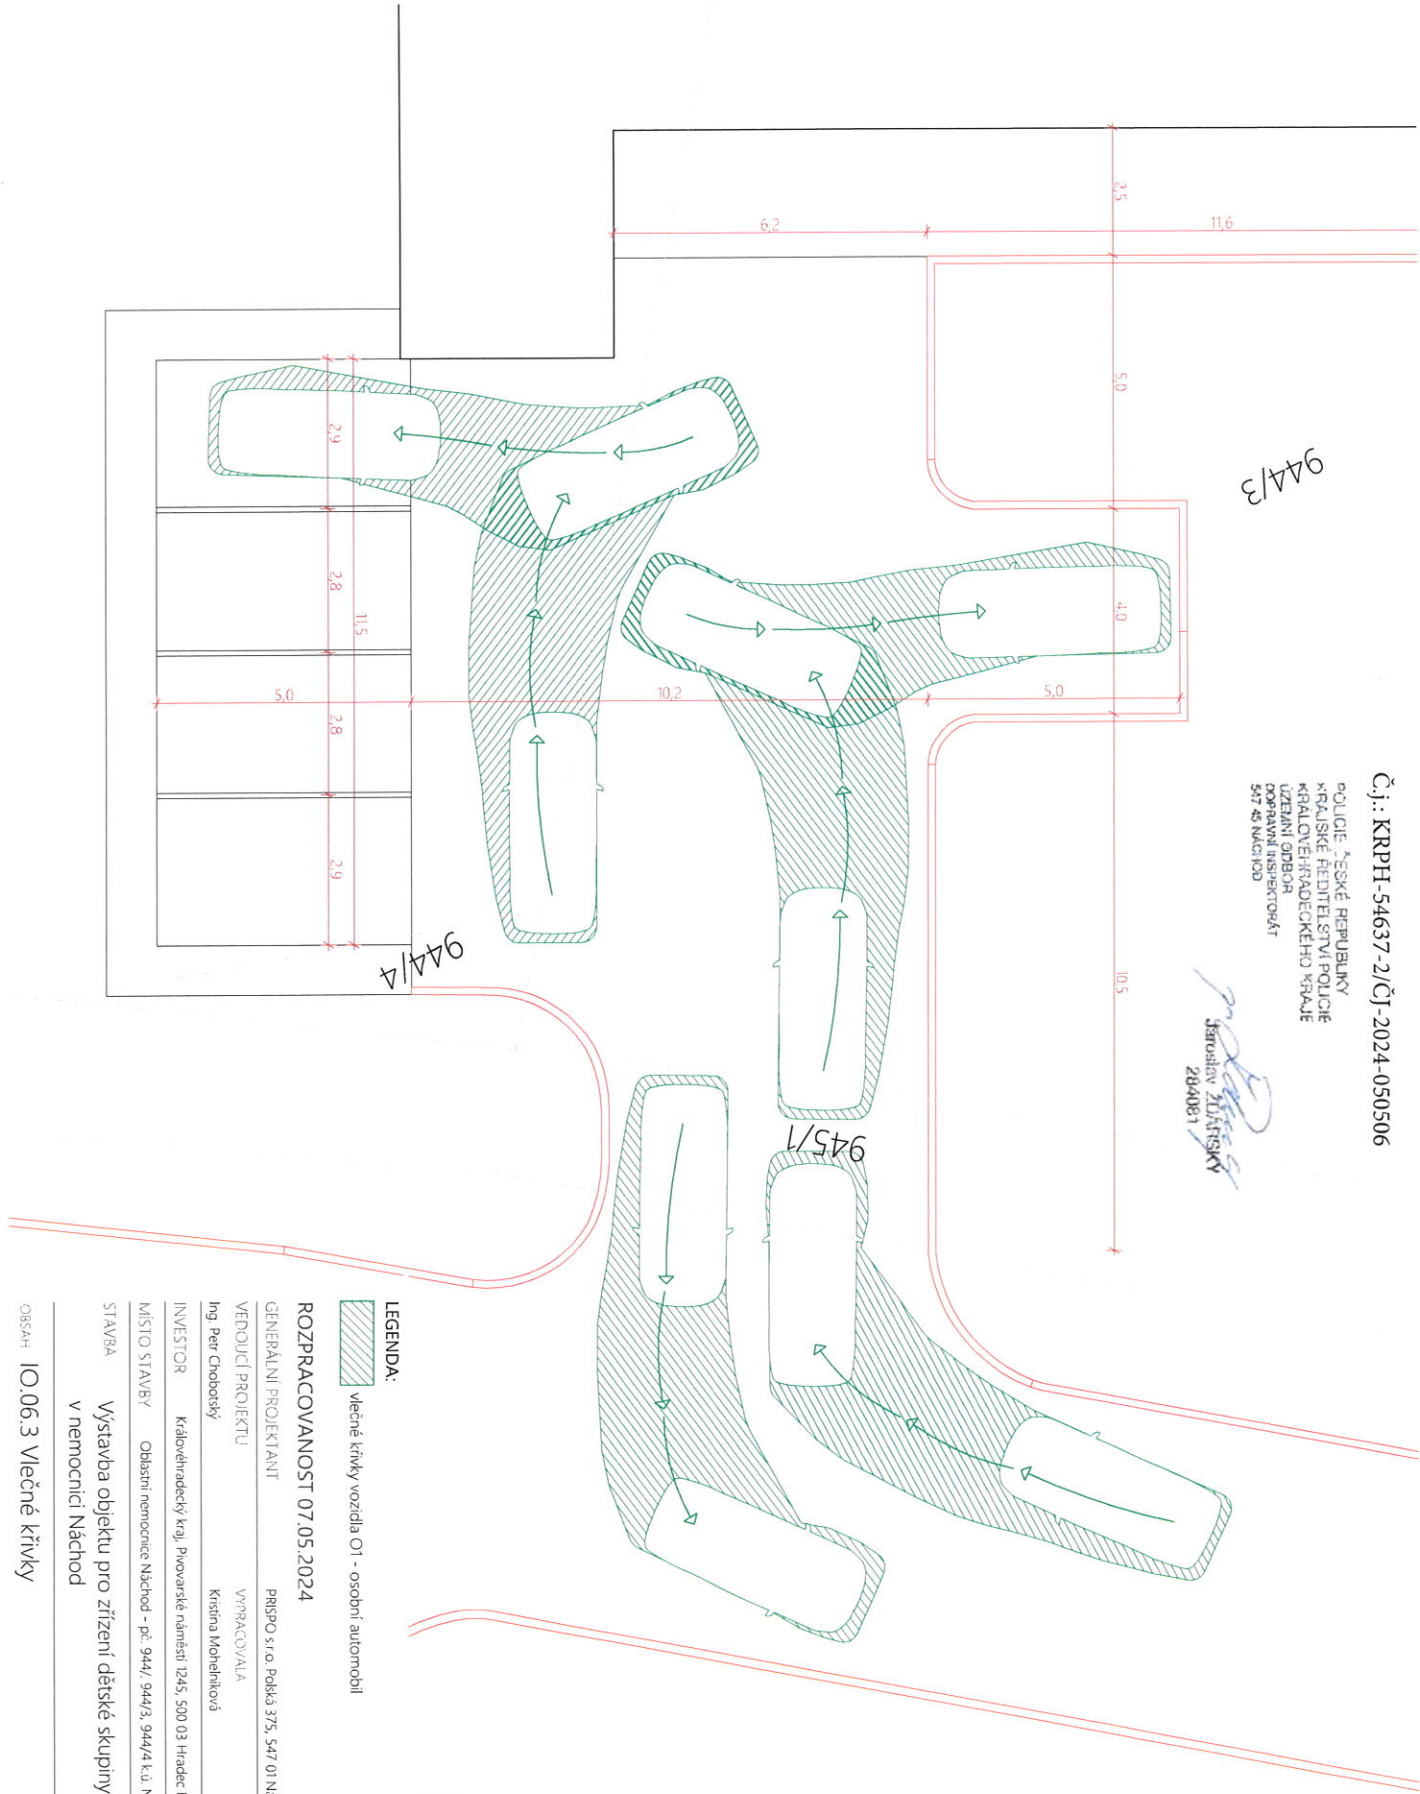 Č.j.: KRPH-54637-2/ČJ-2024-050506
POLICIE ČESKÉ REPUBLIKY
KRAJSKÉ ŘEDITELSTVÍ POLICIE
KRÁLOVÉHRADECKÉHO KRAJE
ÚZEMNÍ ODBOR
DOPRAVNÍ INSPEKTORÁT
547 45 NÁCHOD
Jaroslav ŽĎÁRSKÝ
284081
944/3
944/4
945/1
2,5
5,0
4,0
10,5
6,2
11,6
5,0
10,2
5,0
2,9
2,8
2,8
2,9
11,5
LEGENDA:
vlečné křivky vozidla O1 - osobní automobil
ROZPRACOVANOST 07.05.2024
GENERÁLNÍ PROJEKTANT PRISPO s.r.o. Polská 375, 547 01
VEDOUCÍ PROJEKTU VYPRACOVALA
Ing. Petr Chobotský Kristina Mohelníková
INVESTOR Královéhradecký kraj, Pivovarské náměstí 1245, 500 03 Hradec
MÍSTO STAVBY Oblastní nemocnice Náchod - pč. 944/, 944/3, 944/4 k.ú.
STAVBA Výstavba objektu pro zřízení dětské skupiny
v nemocnici Náchod
OBSAH IO.06.3 Vlečné křivky